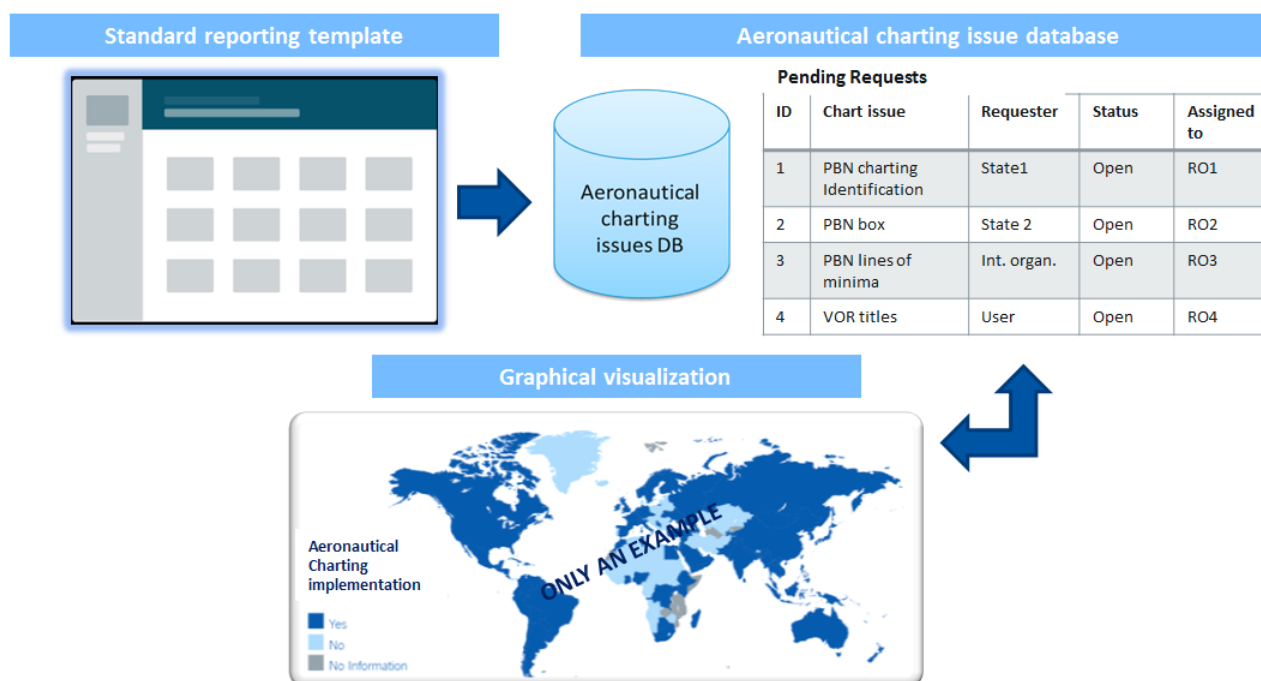 Standard reporting template
Aeronautical charting issue database
Pending Requests
ID Chart issue Requester Status Assigned to
1 PBN charting Identification State1 Open RO1
2 PBN box State 2 Open RO2
3 PBN lines of minima Int. organ. Open RO3
4 VOR titles User Open RO4
Aeronautical
charting
issues DB
Graphical visualization
ONLY AN EXAMPLE
Aeronautical
Charting
implementation
Yes
No
No Information